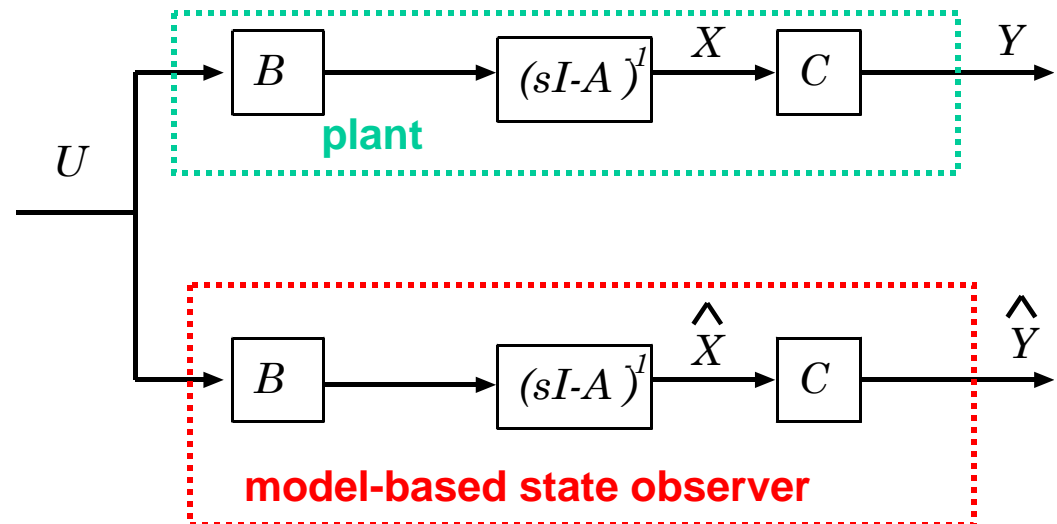 X
Y
B
(sI-A)⁻¹
C
plant
U
X̂
Ŷ
B
(sI-A)⁻¹
C
model-based state observer